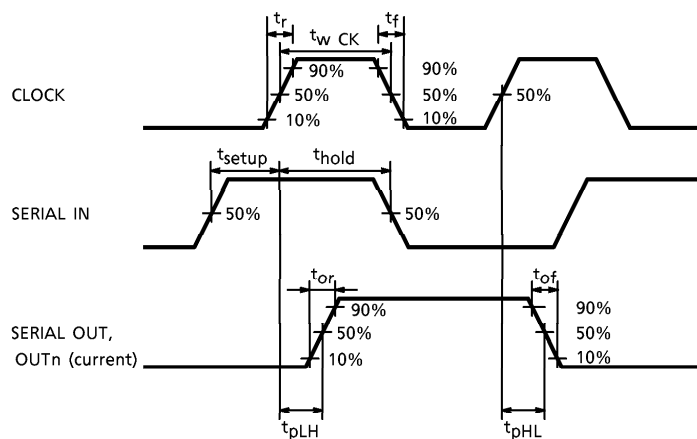 tr
tf
tw CK
90%
90%
CLOCK
50%
50%
50%
10%
10%
tsetup
thold
SERIAL IN
50%
50%
tor
tof
90%
90%
SERIAL OUT,
50%
50%
OUTn (current)
10%
10%
tpLH
tpHL